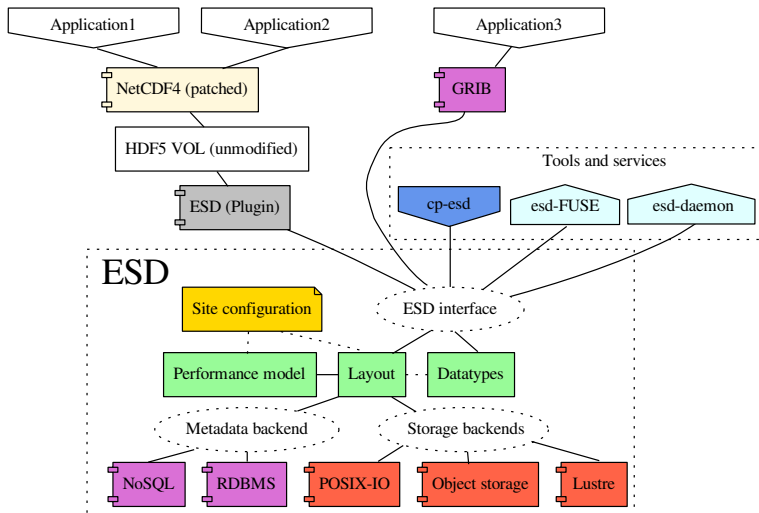 Application1
Application2
Application3
NetCDF4 (patched)
GRIB
HDF5 VOL (unmodified)
Tools and services
ESD (Plugin)
cp-esd
esd-FUSE
esd-daemon
ESD
Site configuration
ESD interface
Performance model
Layout
Datatypes
Metadata backend
Storage backends
NoSQL
RDBMS
POSIX-IO
Object storage
Lustre